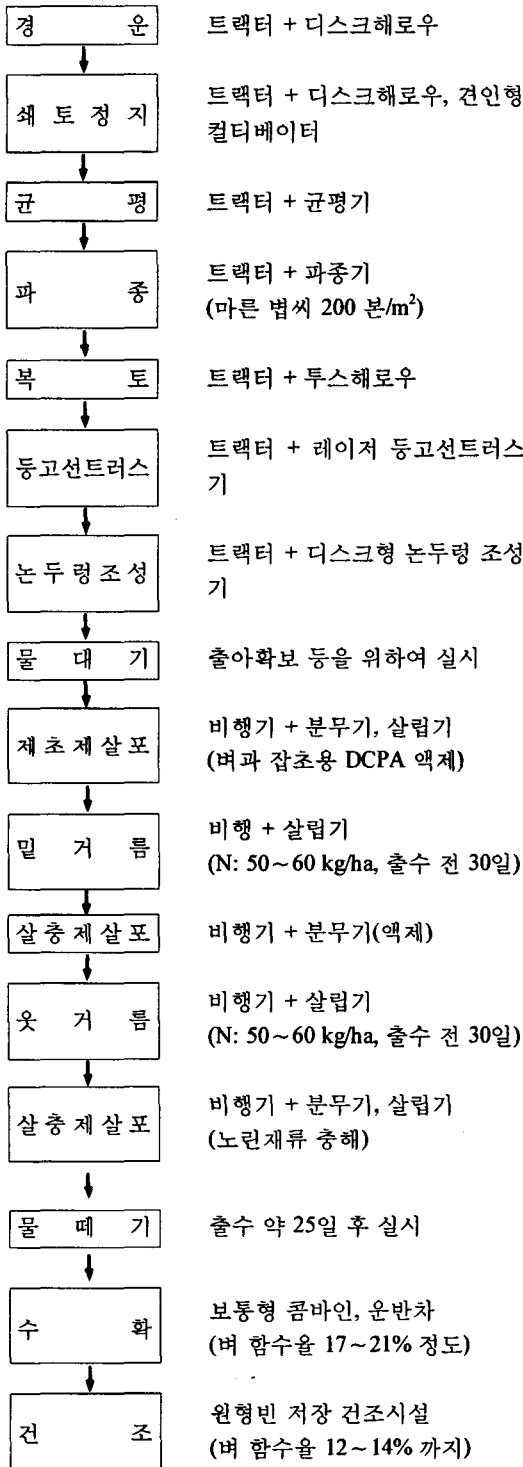 경 운 트랙터 + 디스크해로우
쇄 토 정 지 트랙터 + 디스크해로우, 견인형
컬티베이터
균 평 트랙터 + 균평기
파 종 트랙터 + 파종기
(마른 볍씨 200 본/m²)
복 토 트랙터 + 투스해로우
등고선트러스 트랙터 + 레이저 등고선트러스
기
논두렁조성 트랙터 + 디스크형 논두렁 조성
기
물 대 기 출아확보 등을 위하여 실시
제초제살포 비행기 + 분무기, 살립기
(벼과 잡초용 DCPA 액제)
밑 거 름 비행 + 살립기
(N: 50~60 kg/ha, 출수 전 30일)
살충제살포 비행기 + 분무기(액제)
웃 거 름 비행기 + 살립기
(N: 50~60 kg/ha, 출수 전 30일)
살충제살포 비행기 + 분무기, 살립기
(노린재류 충해)
물 떼 기 출수 약 25일 후 실시
수 확 보통형 콤바인, 운반차
(벼 함수율 17~21% 정도)
건 조 원형빈 저장 건조시설
(벼 함수율 12~14% 까지)